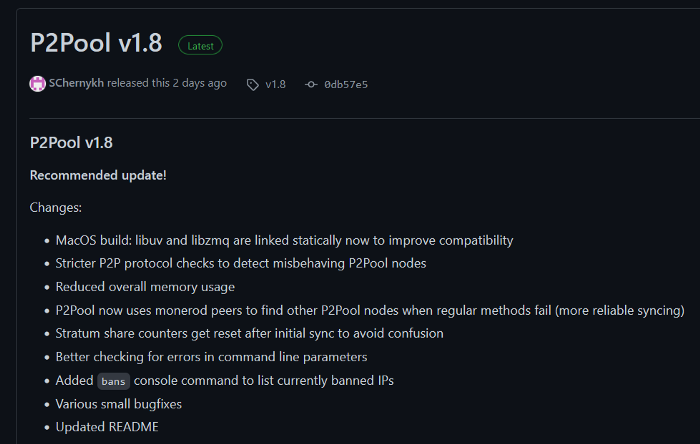 P2Pool v1.8 Latest
SChernykh released this 2 days ago v1.8 0db57e5
P2Pool v1.8
Recommended update!
Changes:
MacOS build: libuv and libzmq are linked statically now to improve compatibility
Stricter P2P protocol checks to detect misbehaving P2Pool nodes
Reduced overall memory usage
P2Pool now uses monerod peers to find other P2Pool nodes when regular methods fail (more reliable syncing)
Stratum share counters get reset after initial sync to avoid confusion
Better checking for errors in command line parameters
Added bans console command to list currently banned IPs
Various small bugfixes
Updated README